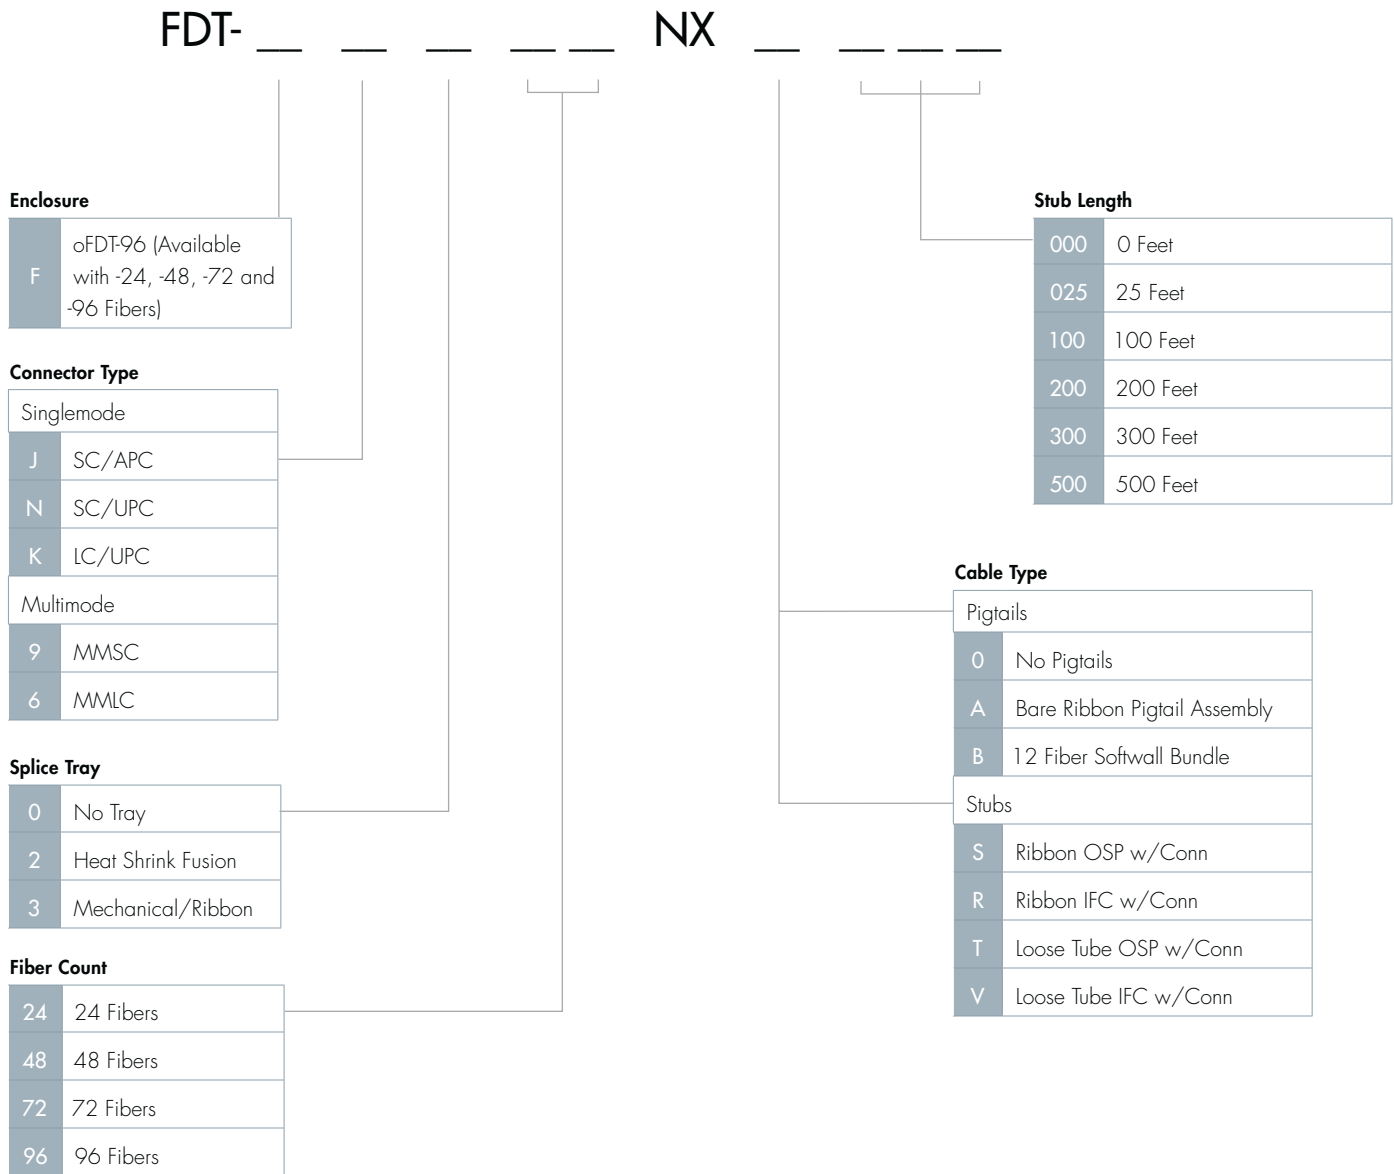 FDT- __ __ __ __ __ NX __ __ __ __
Enclosure
F
oFDT-96 (Available
with -24, -48, -72 and
-96 Fibers)
Connector Type
Singlemode
J SC/APC
N SC/UPC
K LC/UPC
Multimode
9 MMSC
6 MMLC
Splice Tray
0 No Tray
2 Heat Shrink Fusion
3 Mechanical/Ribbon
Fiber Count
24 24 Fibers
48 48 Fibers
72 72 Fibers
96 96 Fibers
Stub Length
000 0 Feet
025 25 Feet
100 100 Feet
200 200 Feet
300 300 Feet
500 500 Feet
Cable Type
Pigtails
0 No Pigtails
A Bare Ribbon Pigtail Assembly
B 12 Fiber Softwall Bundle
Stubs
S Ribbon OSP w/Conn
R Ribbon IFC w/Conn
T Loose Tube OSP w/Conn
V Loose Tube IFC w/Conn